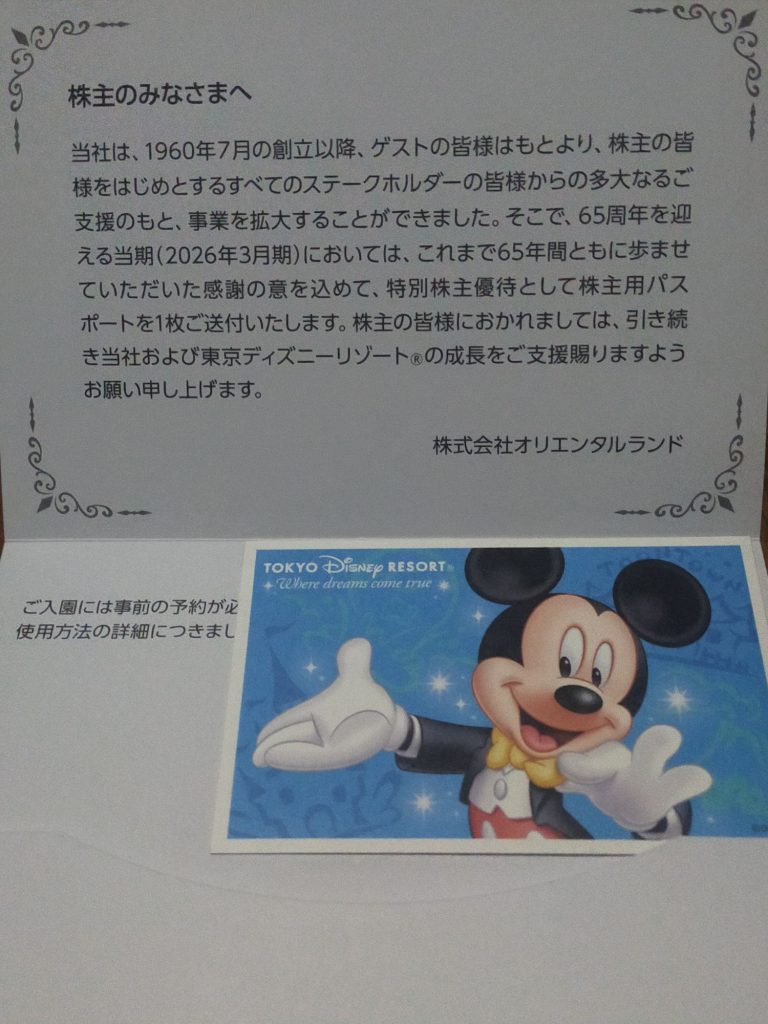 株主のみなさまへ
当社は、1960年7月の創立以降、ゲストの皆様はもとより、株主の皆
様をはじめとするすべてのステークホルダーの皆様からの多大なるご
支援のもと、事業を拡大することができました。そこで、65周年を迎
える当期(2026年3月期)においては、これまで65年間ともに歩ませ
ていただいた感謝の意を込めて、特別株主優待として株主用パス
ポートを1枚ご送付いたします。株主の皆様におかれましては、引き続
き当社および東京ディズニーリゾート®の成長をご支援賜りますよう
お願い申し上げます。
株式会社オリエンタルランド
ご入園には事前の予約が必
使用方法の詳細につきまし
TOKYO Disney RESORT®
Where dreams come true